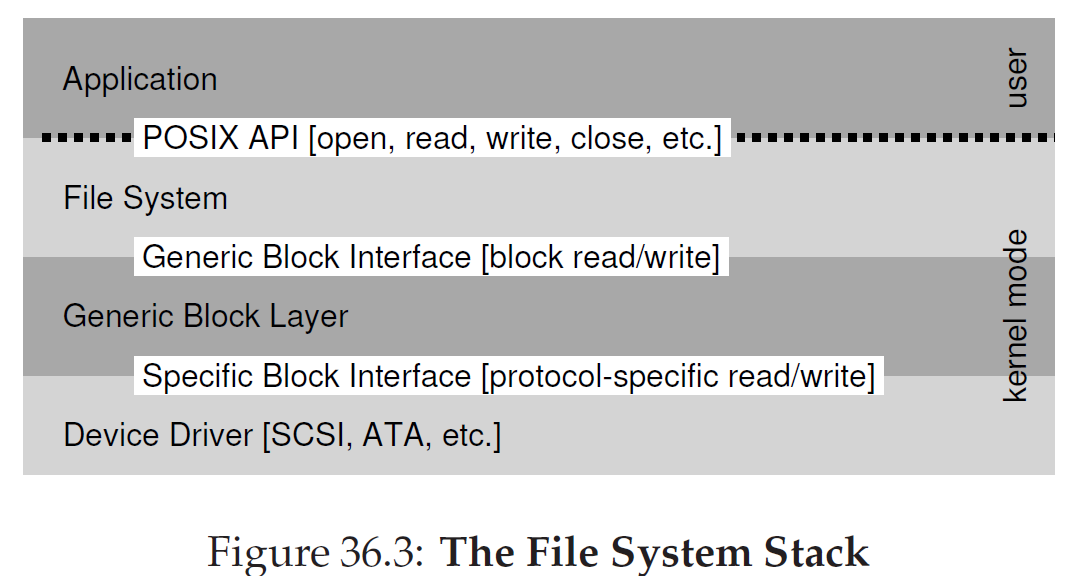 Application
user
POSIX API [open, read, write, close, etc.]
File System
Generic Block Interface [block read/write]
kernel mode
Generic Block Layer
Specific Block Interface [protocol-specific read/write]
Device Driver [SCSI, ATA, etc.]
Figure 36.3: The File System Stack